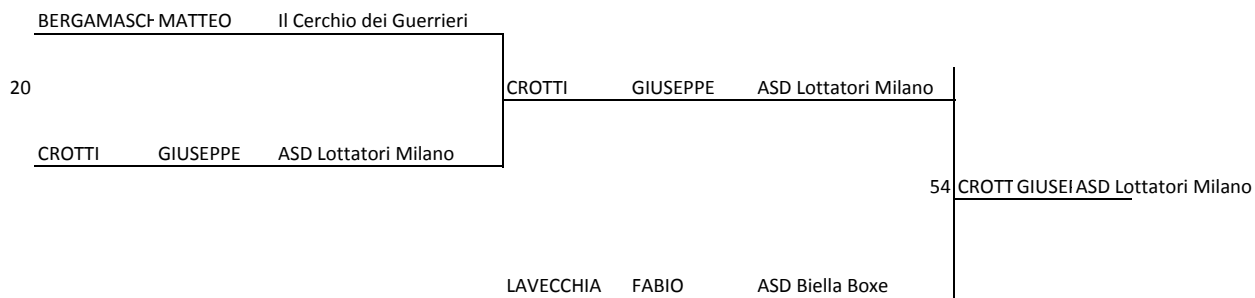 BERGAMASCH MATTEO Il Cerchio dei Guerrieri
20 CROTTI GIUSEPPE ASD Lottatori Milano
CROTTI GIUSEPPE ASD Lottatori Milano
54 CROTT GIUSEI ASD Lottatori Milano
LAVECCHIA FABIO ASD Biella Boxe